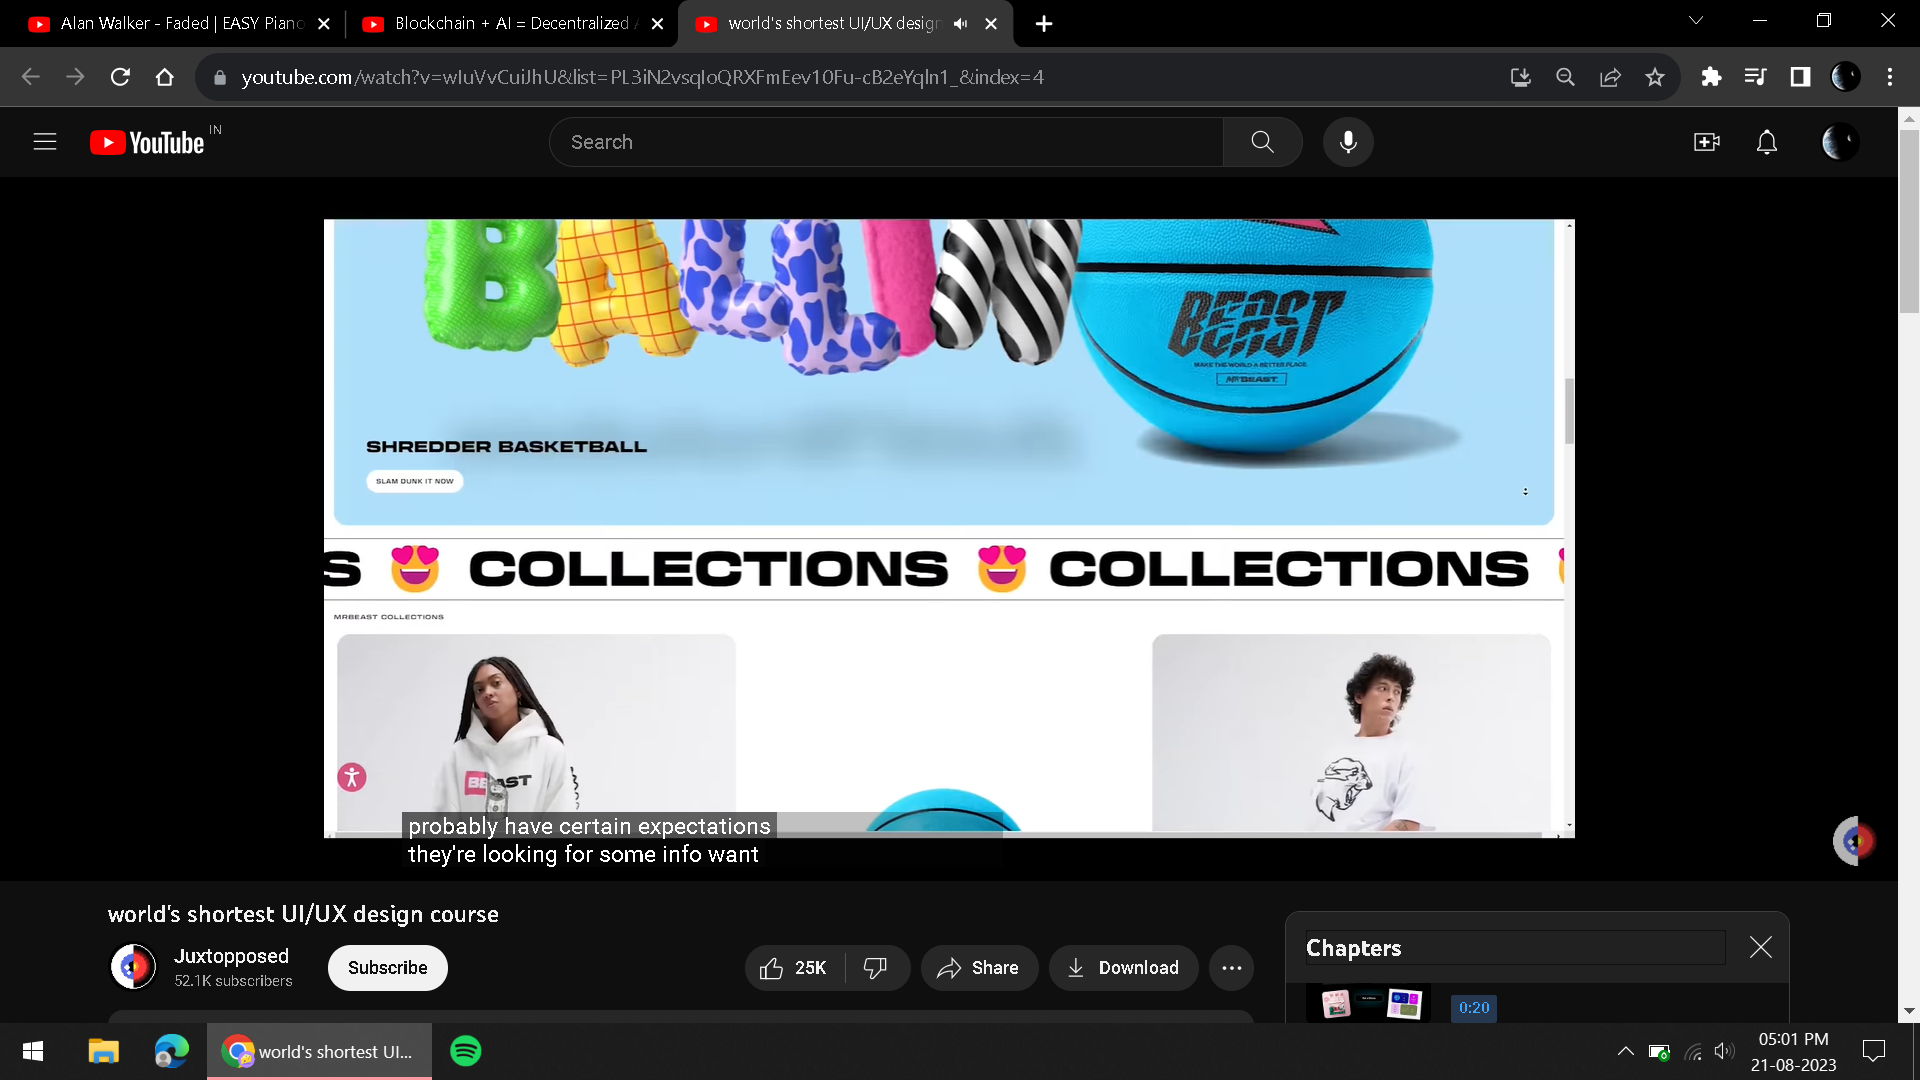 Alan Walker - Faded | EASY Piano
Blockchain + AI = Decentralized A
world's shortest UI/UX design
youtube.com/watch?v=wIuVvCuiJhU&list=PL3iN2vsqIoQRXFmEev10Fu-cB2eYqln1_&index=4
YouTube IN
Search
BALLIN
BEAST
MAKE THE WORLD A BETTER PLACE.
MRBEAST.
SHREDDER BASKETBALL
SLAM DUNK IT NOW
S COLLECTIONS COLLECTIONS
MRBEAST COLLECTIONS
BEAST
probably have certain expectations
they're looking for some info want
world's shortest UI/UX design course
Juxtopposed
52.1K subscribers
Subscribe
25K
Share
Download
Chapters
0:20
world's shortest UI...
05:01 PM
21-08-2023